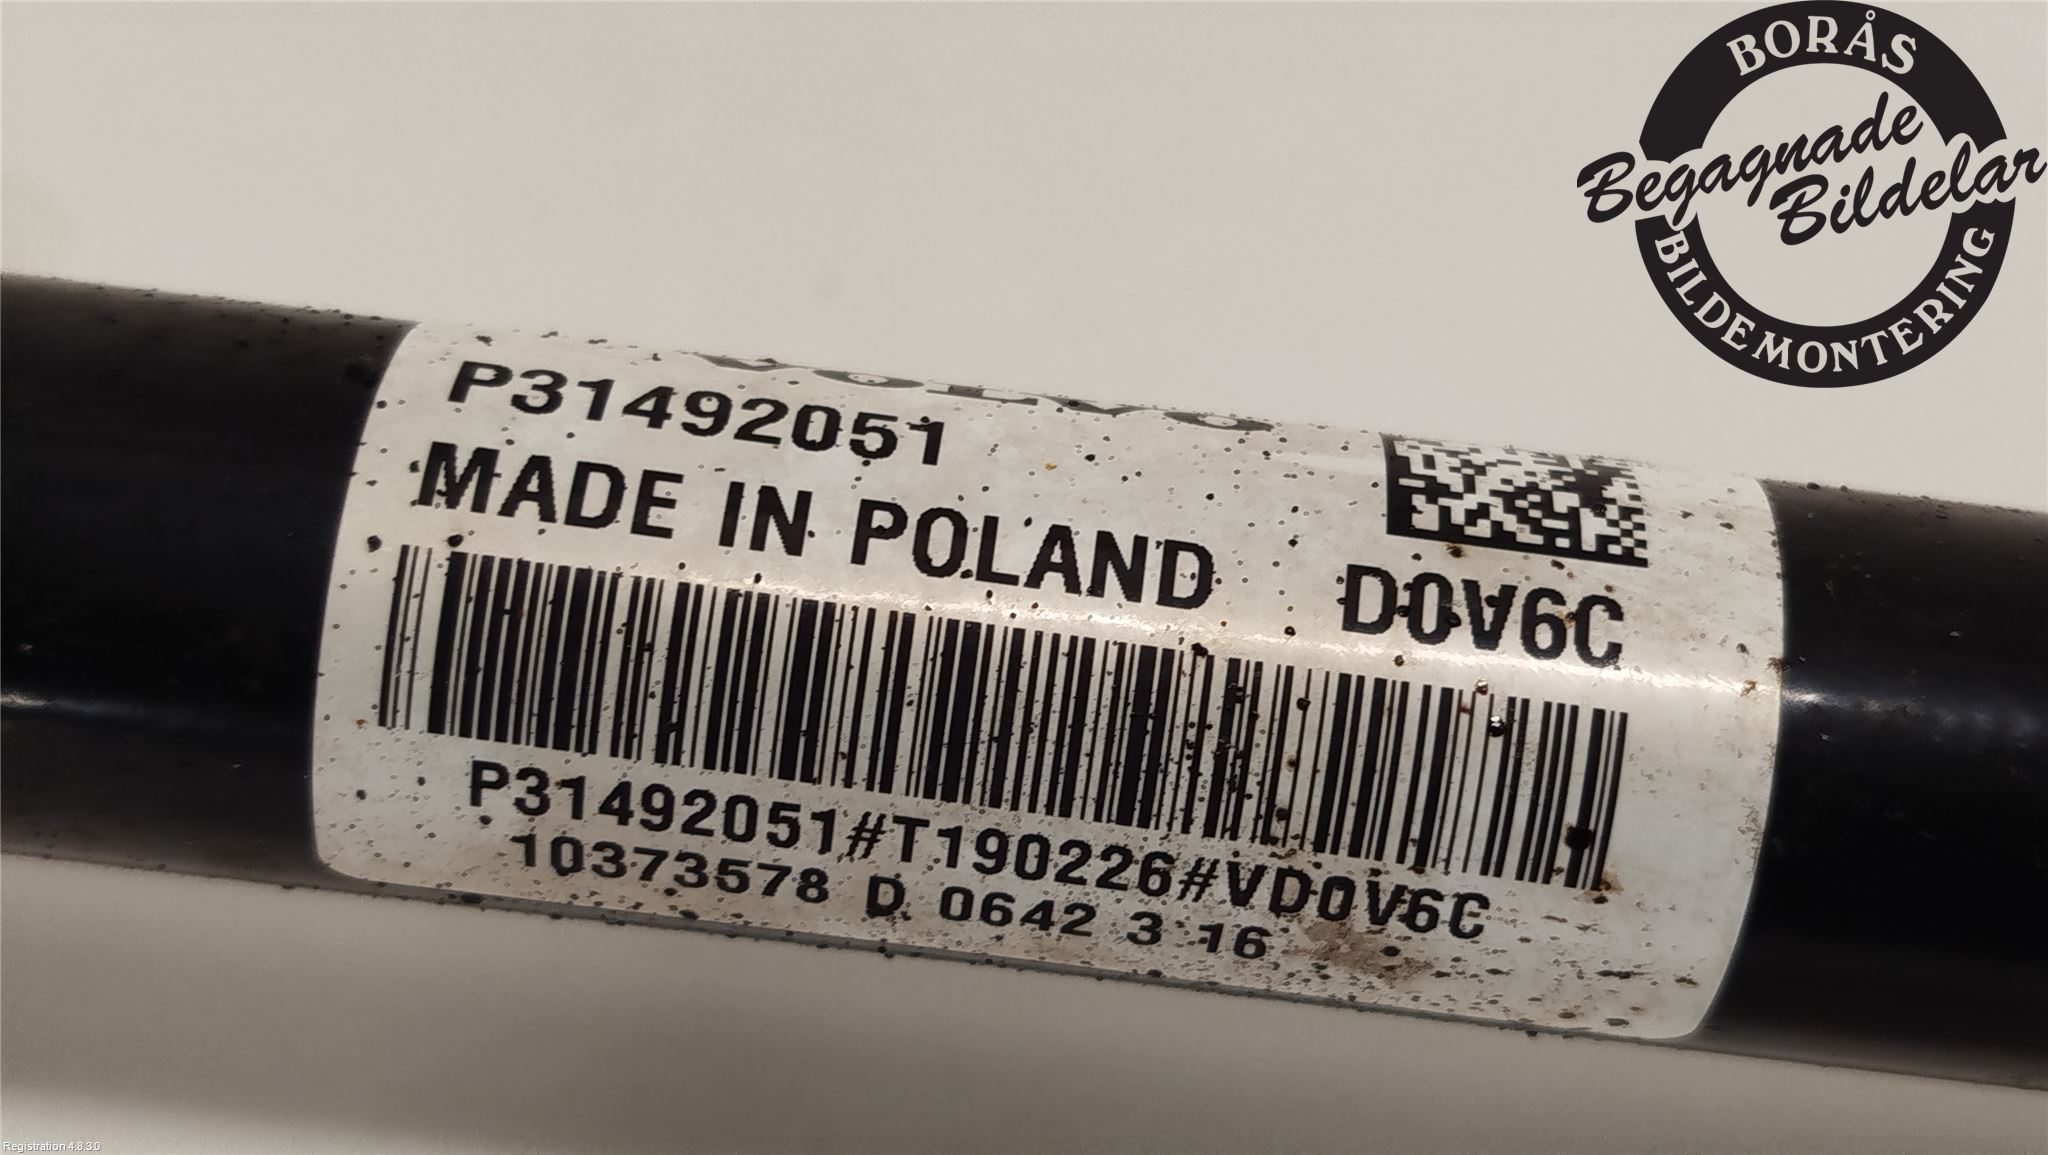 BORÅS
Begagnade
Bildelar
BILDEMONTERING
VOLVO
P31492051
MADE IN POLAND
D0V6C
P31492051#T190226#VD0V6C
10373578 D 0642 3 16
Registration 4.8.3.0